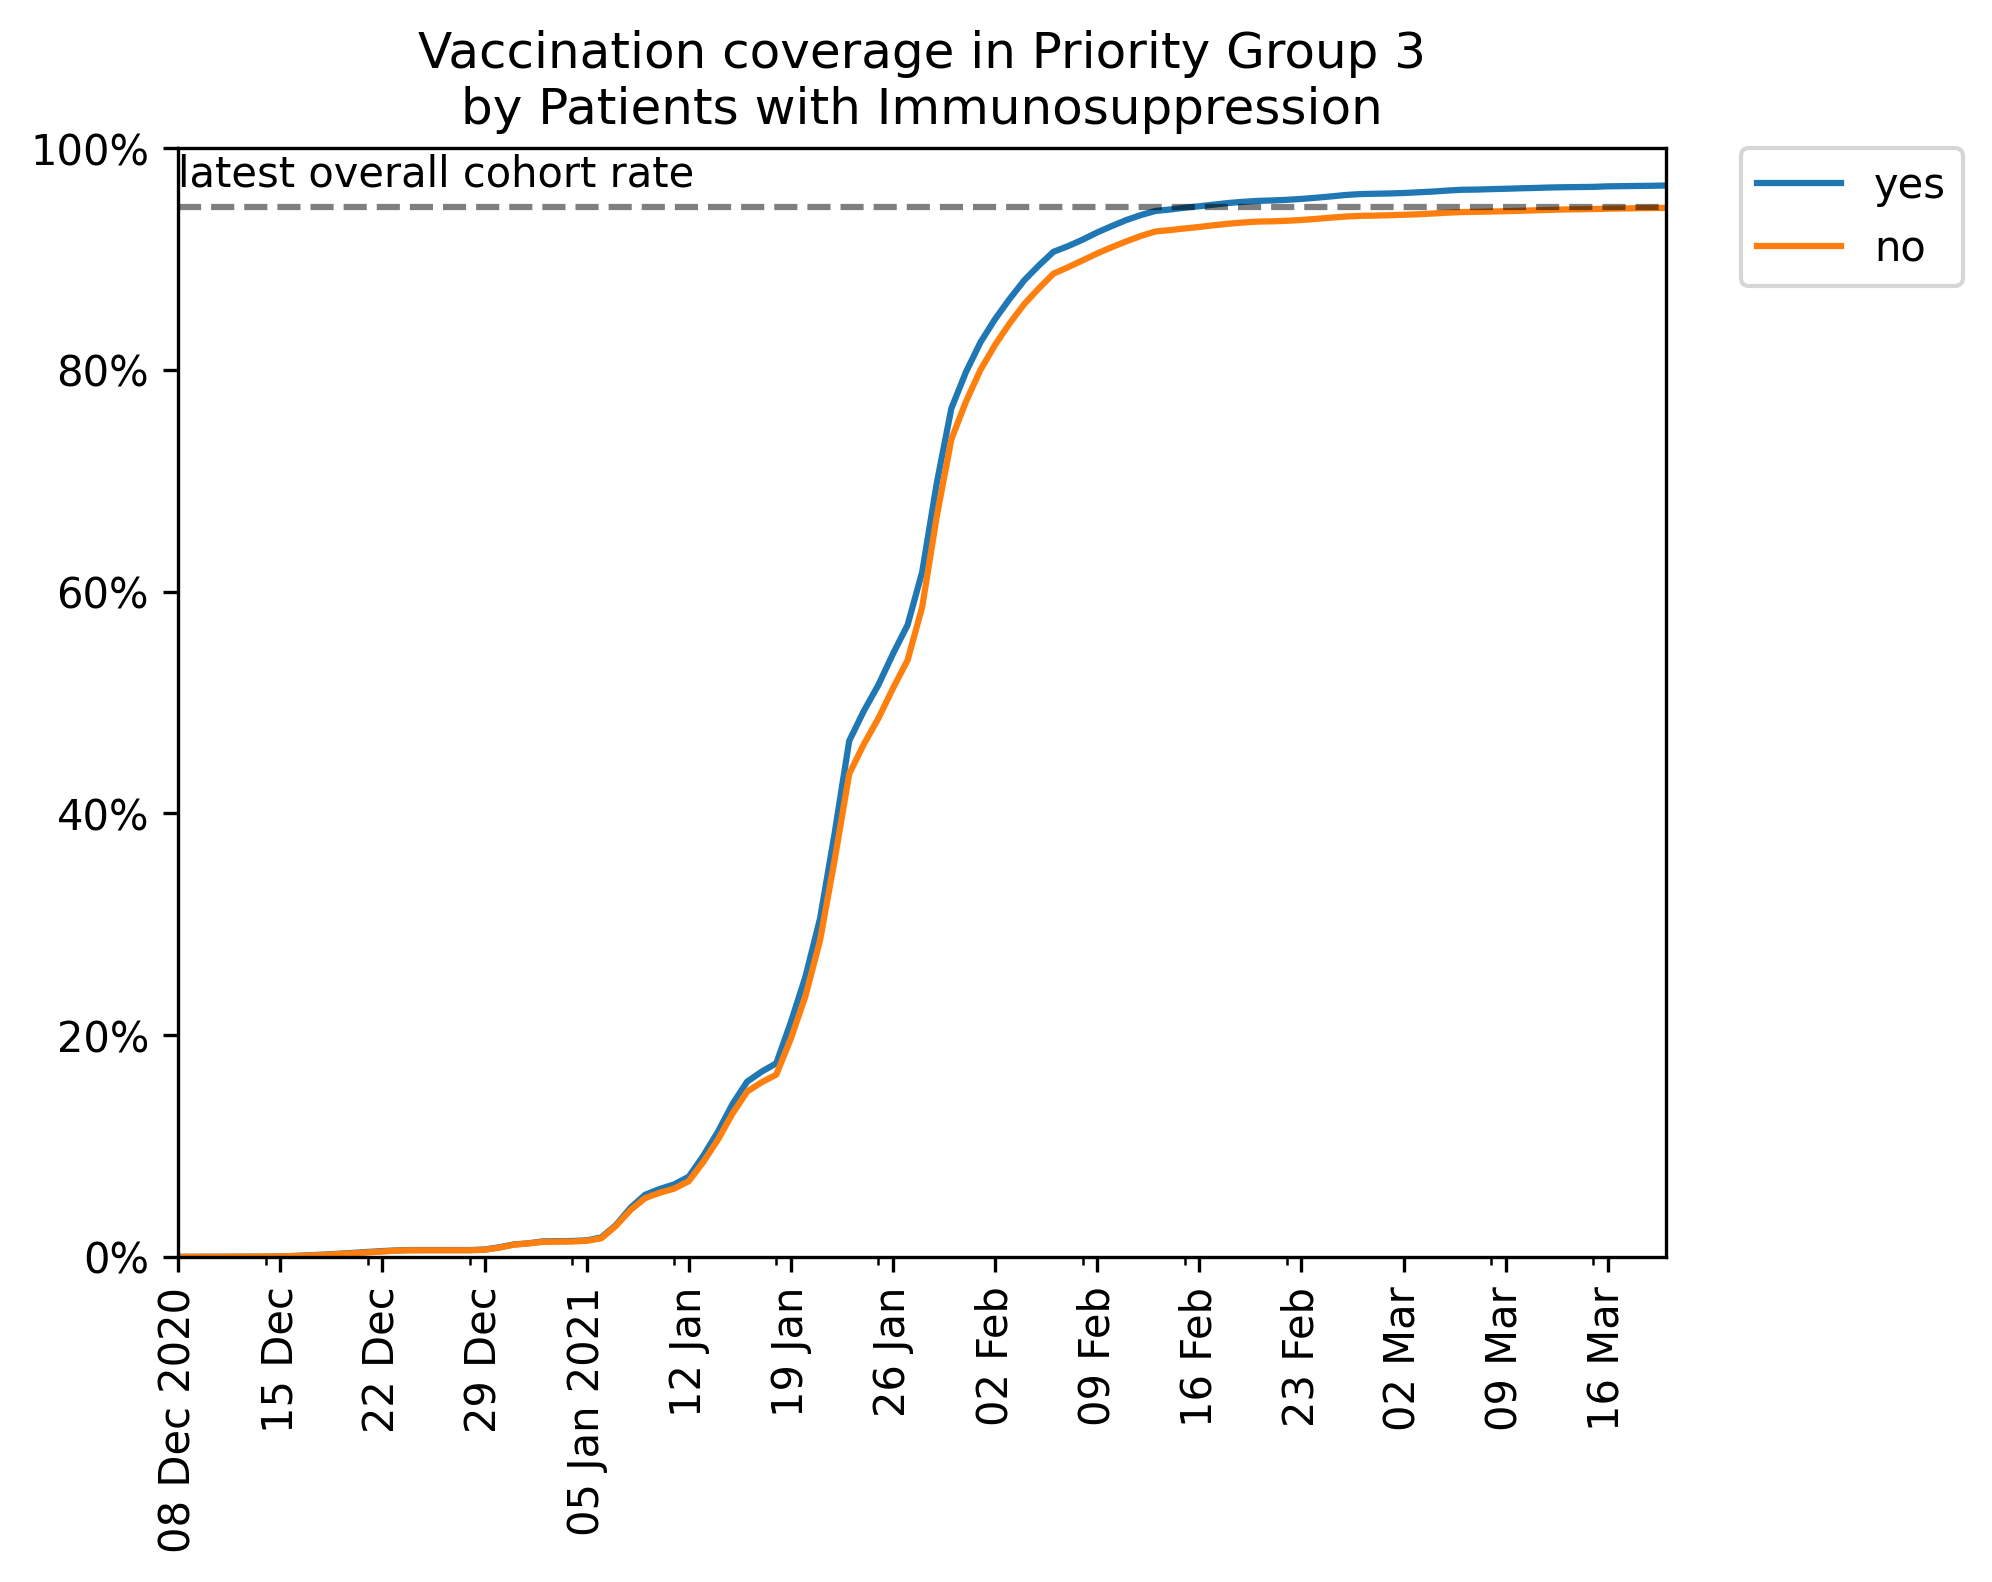 Vaccination coverage in Priority Group 3
by Patients with Immunosuppression
100%
80%
60%
40%
20%
0%
latest overall cohort rate
yes
no
08 Dec 2020
15 Dec
22 Dec
29 Dec
05 Jan 2021
12 Jan
19 Jan
26 Jan
02 Feb
09 Feb
16 Feb
23 Feb
02 Mar
09 Mar
16 Mar